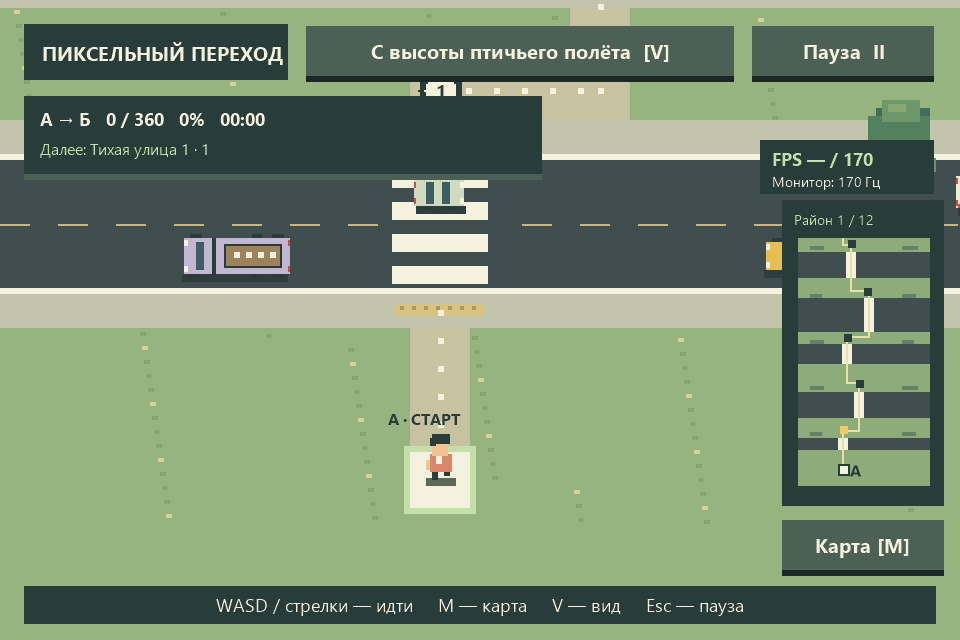 ПИКСЕЛЬНЫЙ ПЕРЕХОД
С высоты птичьего полёта [V]
Пауза II
1
А → Б 0 / 360 0% 00:00
Далее: Тихая улица 1 · 1
FPS — / 170
Монитор: 170 Гц
Район 1 / 12
А
А · СТАРТ
Карта [M]
WASD / стрелки — идти M — карта V — вид Esc — пауза